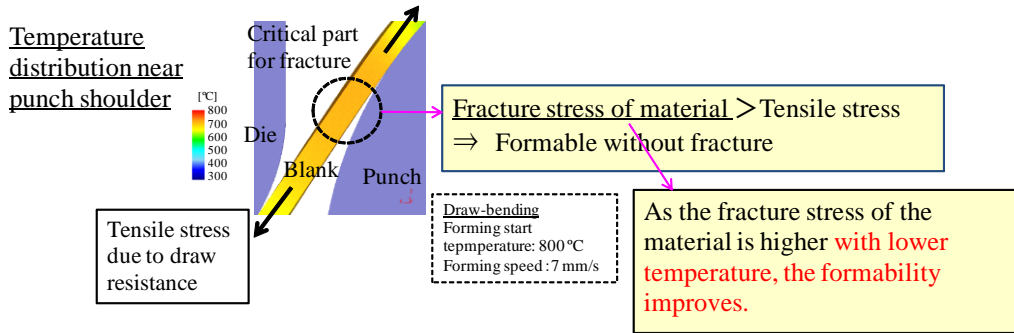 Temperature
distribution near
punch shoulder
Critical part
for fracture
[℃]
800
700
600
500
400
300
Die
Blank
Punch
Fracture stress of material＞Tensile stress
⇒ Formable without fracture
Tensile stress
due to draw
resistance
Draw-bending
Forming start
tepmperature: 800℃
Forming speed : 7 mm/s
As the fracture stress of the
material is higher with lower
temperature, the formability
improves.